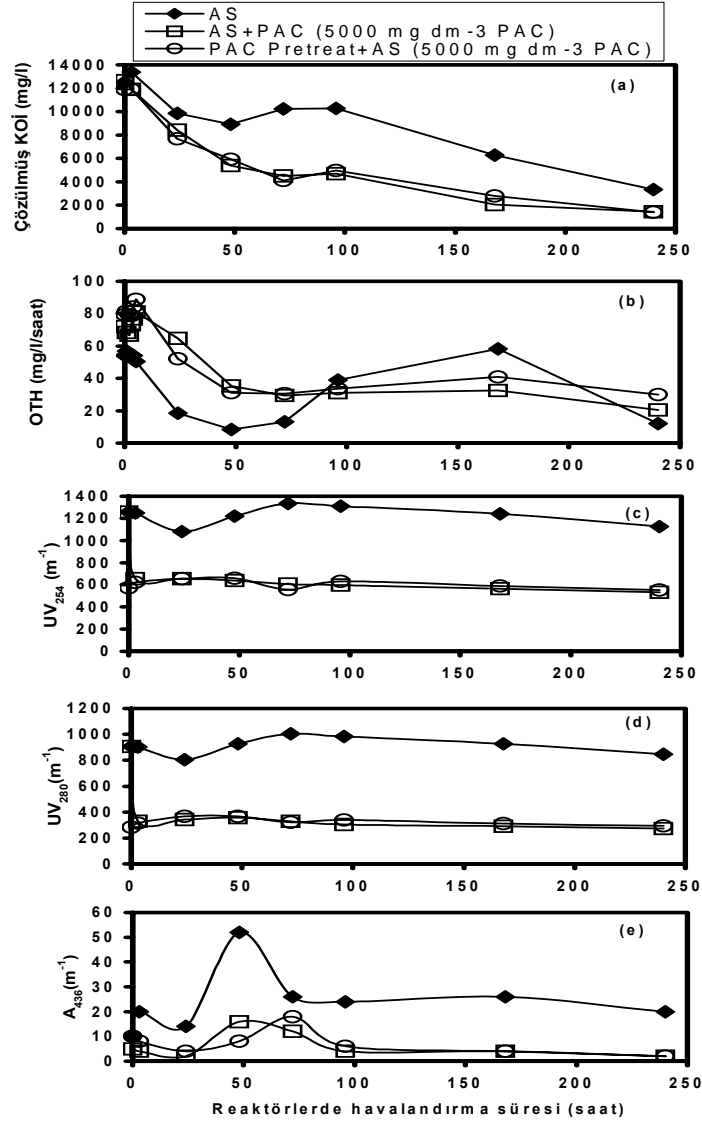 AS
AS+PAC (5000 mg dm-3 PAC)
PAC Pretreat+AS (5000 mg dm-3 PAC)
(a)
Çözülmüş KOİ (mg/l)
14000
12000
10000
8000
6000
4000
2000
0
0 50 100 150 200 250
(b)
OTH (mg/l/saat)
100
80
60
40
20
0
0 50 100 150 200 250
(c)
UV254 (m-1)
1400
1200
1000
800
600
400
200
0
0 50 100 150 200 250
(d)
UV280(m-1)
1200
1000
800
600
400
200
0
0 50 100 150 200 250
(e)
A436(m-1)
60
50
40
30
20
10
0
0 50 100 150 200 250
Reaktörlerde havalandırma süresi (saat)